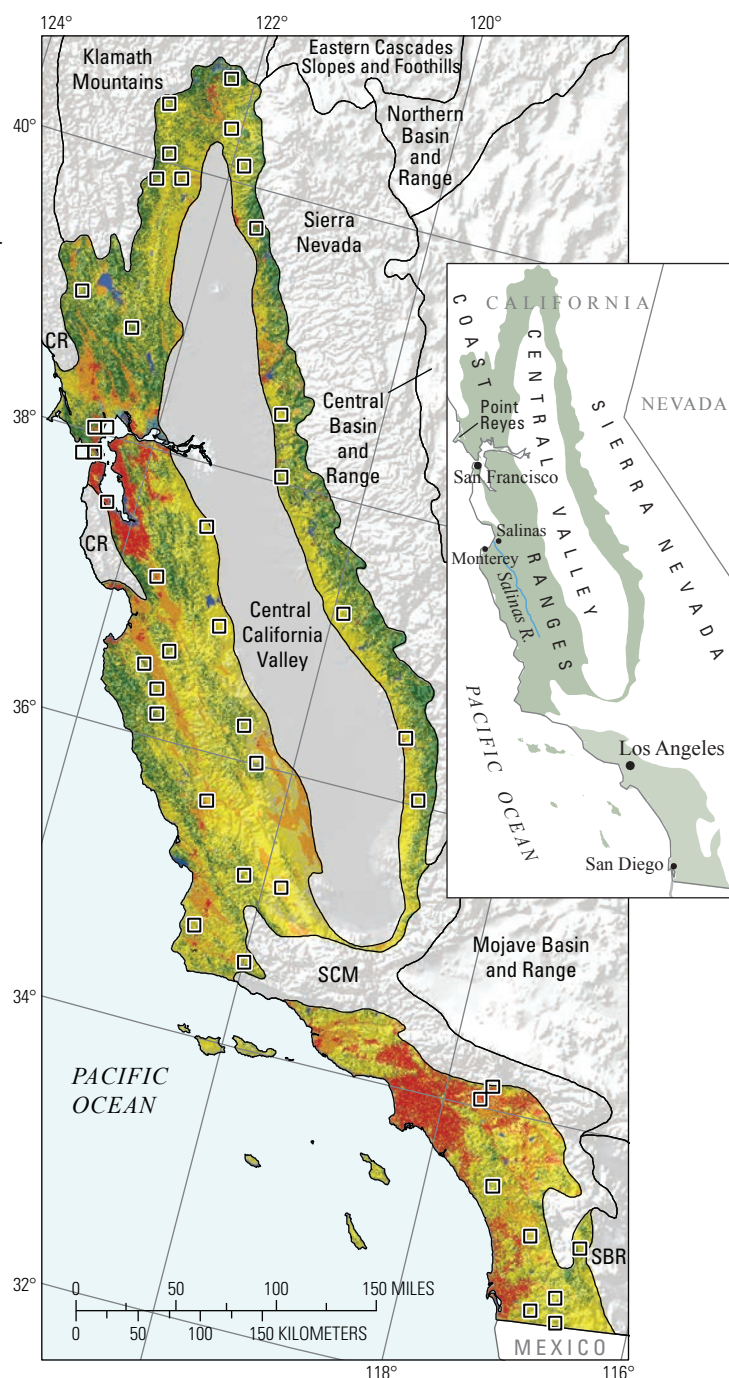 124°
122°
120°
Klamath
Mountains
Eastern Cascades
Slopes and Foothills
40°
Northern
Basin
and
Range
Sierra
Nevada
CR
Central
Basin
and
Range
38°
CR
Central
California
Valley
36°
SCM
Mojave Basin
and Range
34°
PACIFIC
OCEAN
SBR
32°
0 50 100 150 MILES
0 50 100 150 KILOMETERS
MEXICO
118°
116°
CALIFORNIA
NEVADA
COAST RANGES
CENTRAL VALLEY
SIERRA NEVADA
Point
Reyes
San Francisco
Salinas
Monterey
Salinas R.
PACIFIC OCEAN
Los Angeles
San Diego